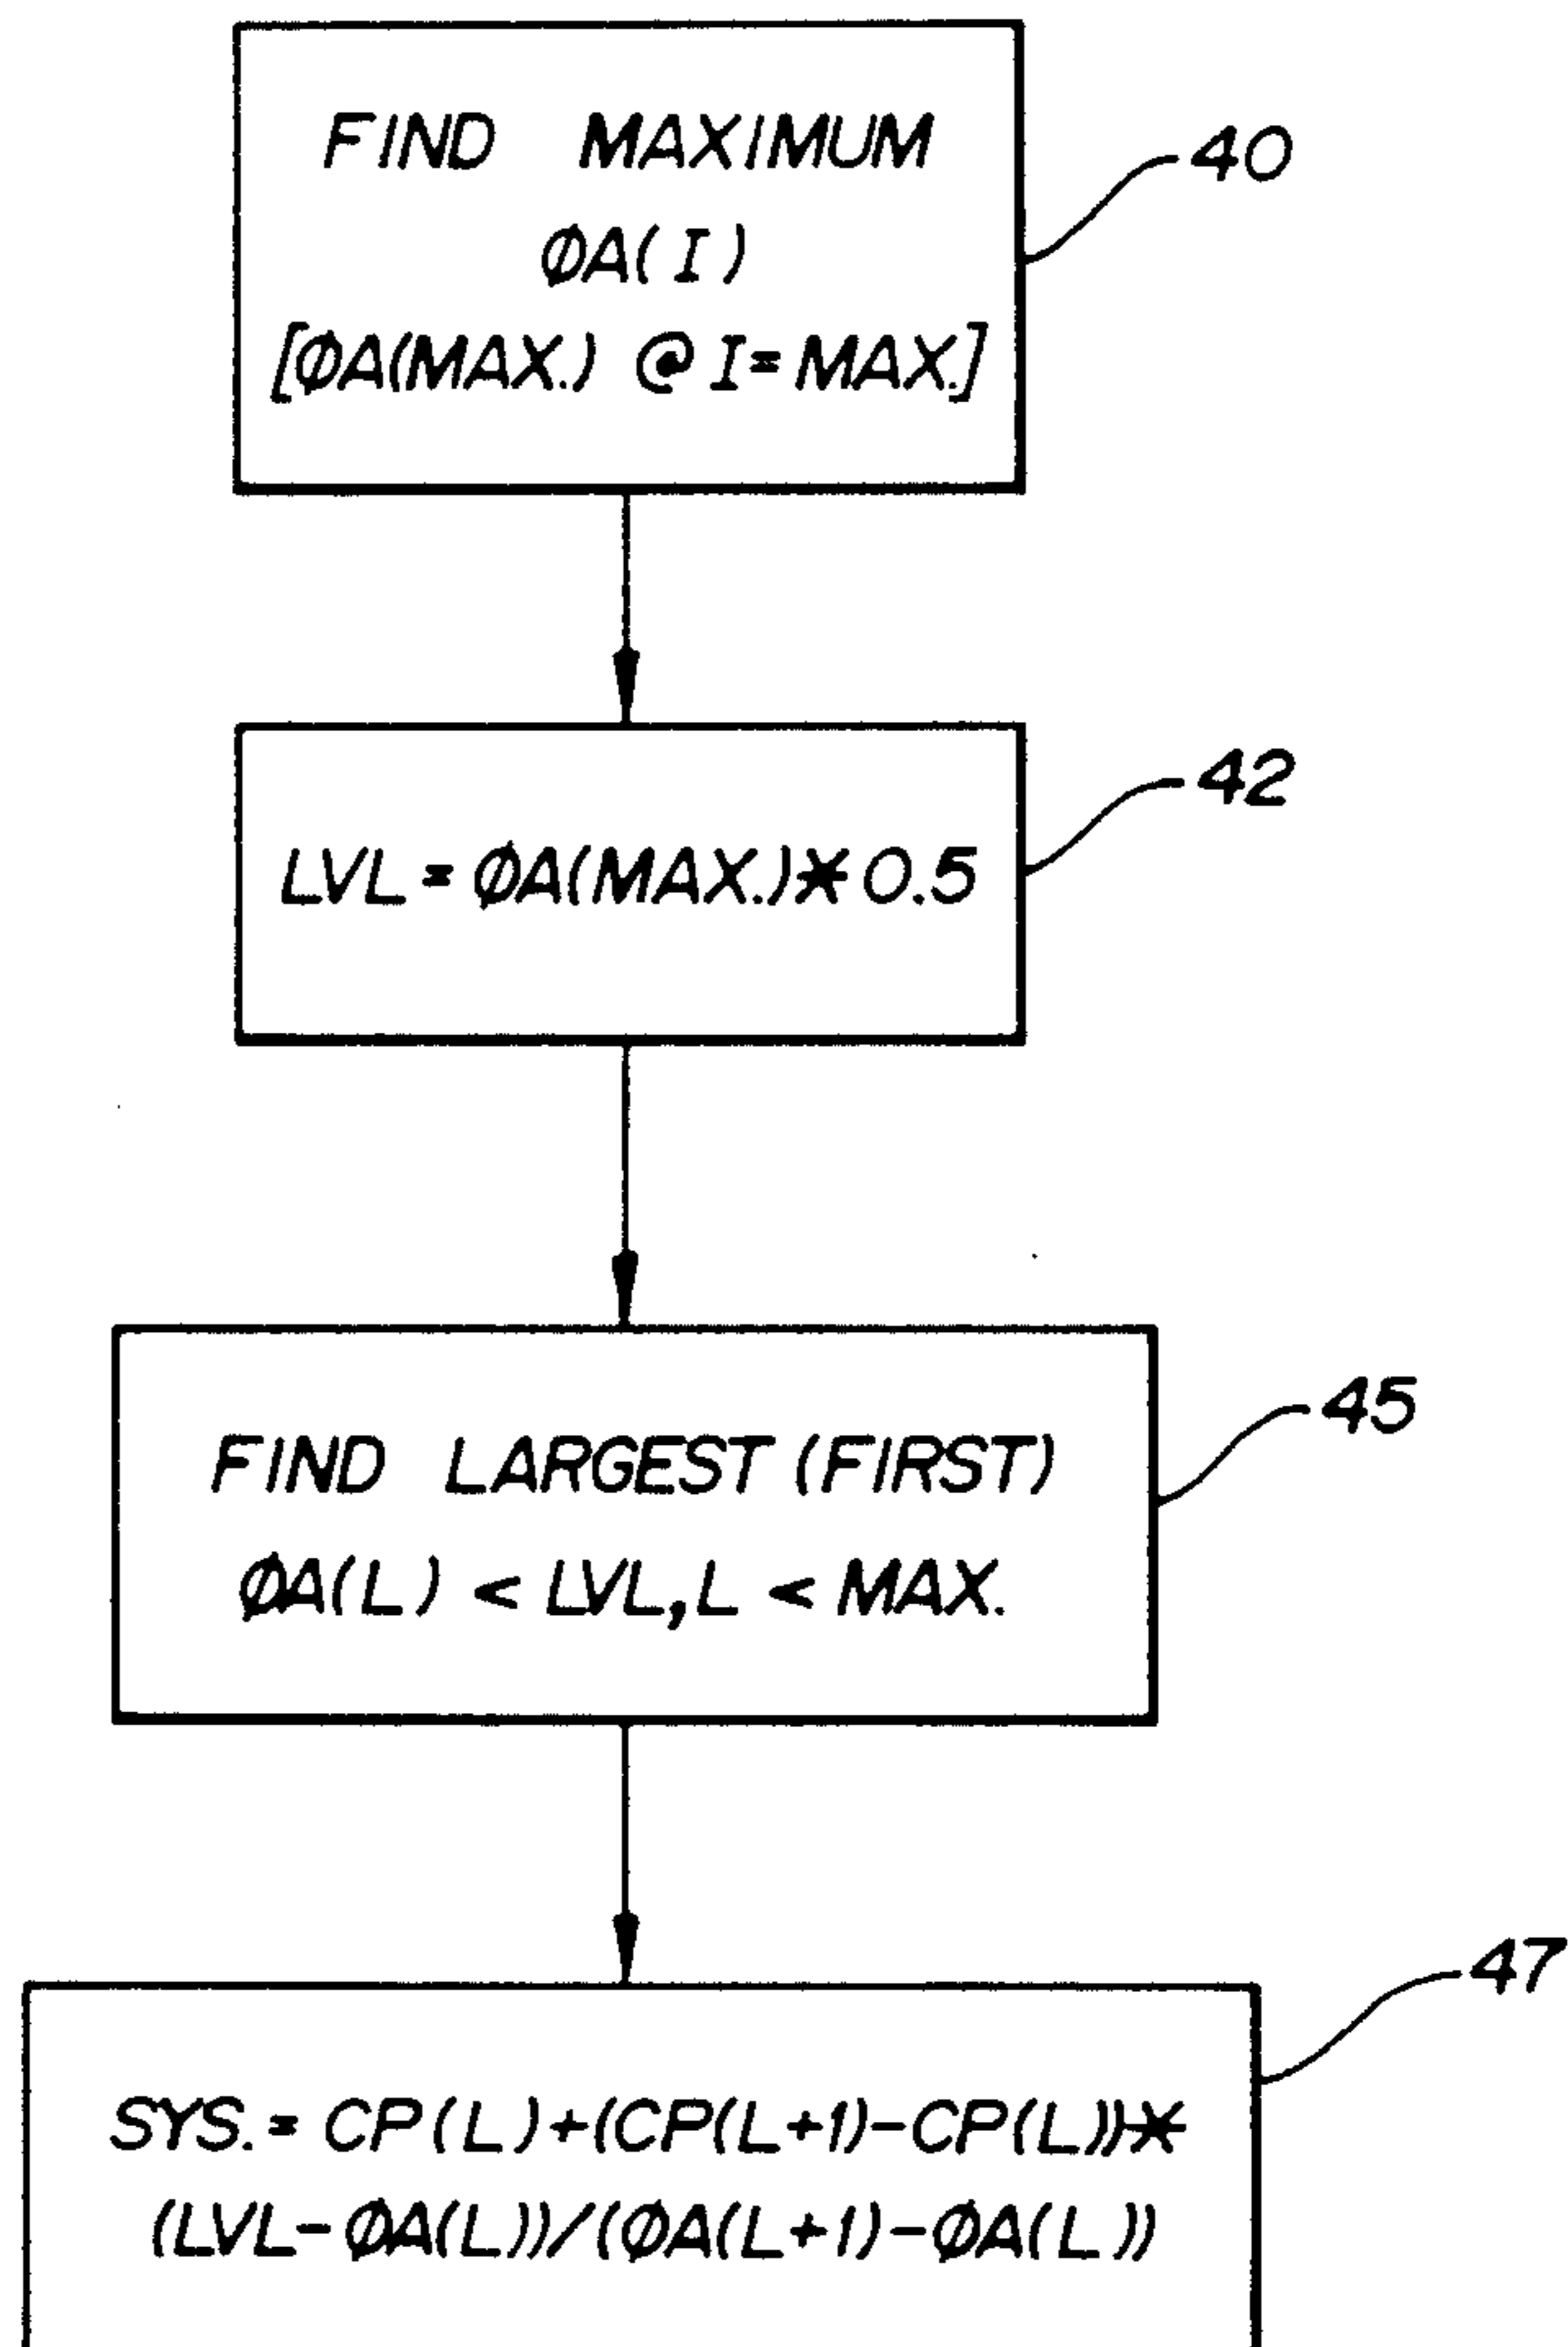 FIND MAXIMUM
ØA(I)
[ØA(MAX.) @ I=MAX.]
40
LVL=ØA(MAX.)*0.5
42
FIND LARGEST (FIRST)
ØA(L) < LVL,L < MAX.
45
SYS.= CP(L)+(CP(L+1)-CP(L))*
(LVL-ØA(L))/(ØA(L+1)-ØA(L))
47